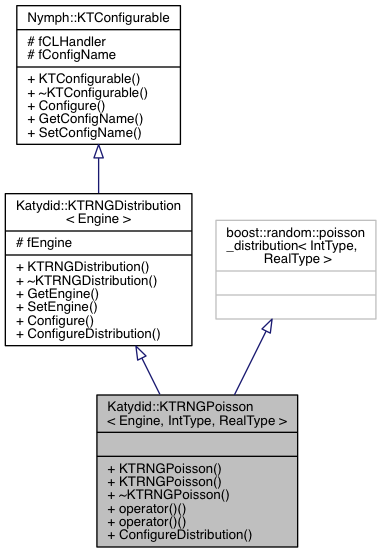 Nymph::KTConfigurable
# fCLHandler
# fConfigName
+ KTConfigurable()
+ ~KTConfigurable()
+ Configure()
+ GetConfigName()
+ SetConfigName()
Katydid::KTRNGDistribution
< Engine >
# fEngine
+ KTRNGDistribution()
+ ~KTRNGDistribution()
+ GetEngine()
+ SetEngine()
+ Configure()
+ ConfigureDistribution()
boost::random::poisson
_distribution< IntType,
RealType >
Katydid::KTRNGPoisson
< Engine, IntType, RealType >
+ KTRNGPoisson()
+ KTRNGPoisson()
+ ~KTRNGPoisson()
+ operator()()
+ operator()()
+ ConfigureDistribution()